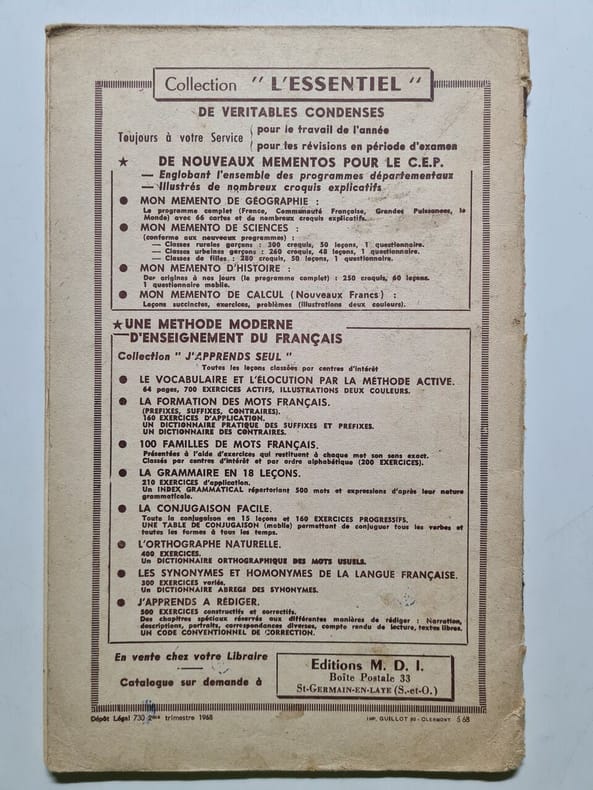 Collection " L'ESSENTIEL "
DE VERITABLES CONDENSES
Toujours à votre Service
pour le travail de l'année
pour les révisions en période d'examen
★ DE NOUVEAUX MEMENTOS POUR LE C.E.P.
— Englobant l'ensemble des programmes départementaux
— Illustrés de nombreux croquis explicatifs
● MON MEMENTO DE GÉOGRAPHIE :
Le programme complet (France, Communauté Française, Grandes Puissances, le
Monde) avec 66 cartes et de nombreux croquis explicatifs.
● MON MEMENTO DE SCIENCES :
(conforme aux nouveaux programmes) :
— Classes rurales garçons : 300 croquis, 50 leçons, 1 questionnaire.
— Classes urbaines garçons : 260 croquis, 48 leçons, 1 questionnaire.
— Classes de filles : 280 croquis, 50 leçons, 1 questionnaire.
● MON MEMENTO D'HISTOIRE :
Des origines à nos jours (le programme complet) : 250 croquis, 60 leçons.
1 questionnaire mobile.
● MON MEMENTO DE CALCUL (Nouveaux Francs) :
Leçons succinctes, exercices, problèmes (illustrations deux couleurs).
★ UNE METHODE MODERNE
— D'ENSEIGNEMENT DU FRANÇAIS
Collection " J'APPRENDS SEUL "
Toutes les leçons classées par centres d'intérêt
● LE VOCABULAIRE ET L'ÉLOCUTION PAR LA MÉTHODE ACTIVE.
64 pages, 700 EXERCICES ACTIFS, ILLUSTRATIONS DEUX COULEURS.
● LA FORMATION DES MOTS FRANÇAIS.
(PREFIXES, SUFFIXES, CONTRAIRES).
160 EXERCICES D'APPLICATION.
UN DICTIONNAIRE PRATIQUE DES SUFFIXES ET PREFIXES.
UN DICTIONNAIRE DES CONTRAIRES.
● 100 FAMILLES DE MOTS FRANÇAIS.
Présentées à l'aide d'exercices qui restituent à chaque mot son sens exact.
Classés par centres d'intérêt et par ordre alphabétique (200 EXERCICES).
● LA GRAMMAIRE EN 18 LEÇONS.
210 EXERCICES d'application.
Un INDEX GRAMMATICAL répertoriant 500 mots et expressions d'après leur nature
grammaticale.
● LA CONJUGAISON FACILE.
Toute la conjugaison en 15 leçons et 160 EXERCICES PROGRESSIFS.
UNE TABLE DE CONJUGAISON (mobile) permettant de conjuguer tous les verbes et
toutes les formes à tous les temps.
● L'ORTHOGRAPHE NATURELLE.
400 EXERCICES.
Un DICTIONNAIRE ORTHOGRAPHIQUE DES MOTS USUELS.
● LES SYNONYMES ET HOMONYMES DE LA LANGUE FRANÇAISE.
300 EXERCICES variés.
UN DICTIONNAIRE ABREGE DES SYNONYMES.
● J'APPRENDS A RÉDIGER.
500 EXERCICES constructifs et correctifs.
Des chapitres spéciaux réservés aux différentes manières de rédiger : Narration,
descriptions, portraits, correspondances diverses, compte rendu de lecture, textes libres.
UN CODE CONVENTIONNEL DE CORRECTION.
En vente chez votre Libraire
Catalogue sur demande à
Editions M. D. I.
Boîte Postale 33
St-GERMAIN-EN-LAYE (S.-et-O.)
Dépôt Légal 730 2me trimestre 1968
IMP. GUILLOT 80 - CLERMONT 6 68